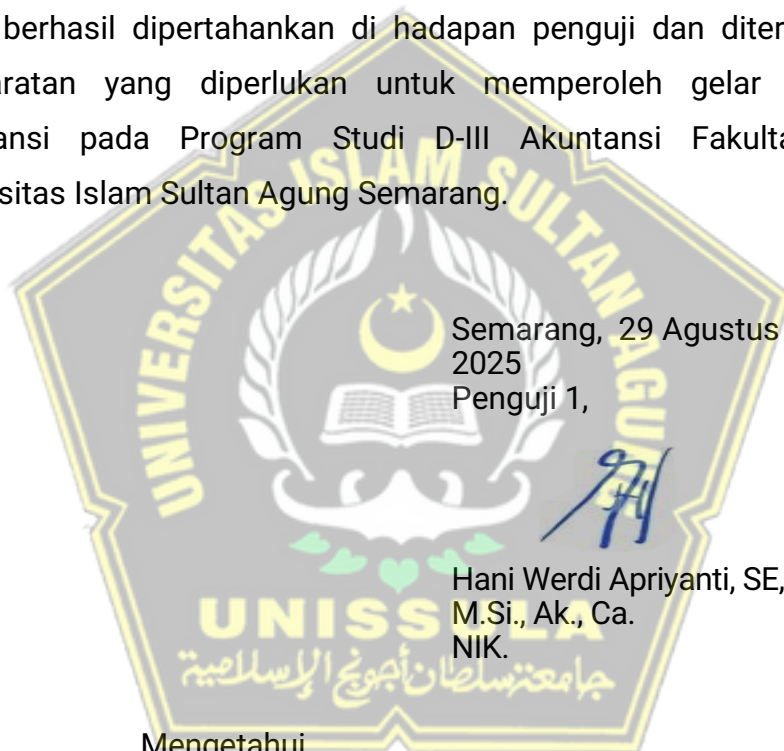 berhasil dipertahankan di hadapan penguji dan diter
aratan yang diperlukan untuk memperoleh gelar
ansi pada Program Studi D-III Akuntansi Fakulta
sitas Islam Sultan Agung Semarang.
UNIVERSITAS ISLAM SULTAN AGUNG
Semarang, 29 Agustus
2025
Penguji 1,
Hani Werdi Apriyanti, SE,
M.Si., Ak., Ca.
NIK.
UNISSULA
جامعة سلطان أجونج الإسلامية
Mengetahui